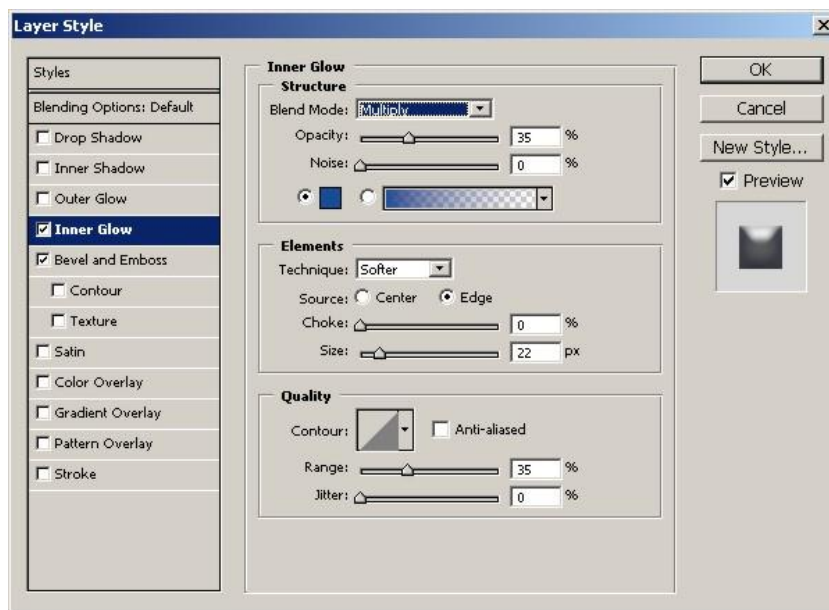 Layer Style
Styles
Blending Options: Default
Drop Shadow
Inner Shadow
Outer Glow
Inner Glow
Bevel and Emboss
Contour
Texture
Satin
Color Overlay
Gradient Overlay
Pattern Overlay
Stroke
Inner Glow
Structure
Blend Mode: Multiply
Opacity: 35 %
Noise: 0 %
Elements
Technique: Softer
Source: Center Edge
Choke: 0 %
Size: 22 px
Quality
Contour: Anti-aliased
Range: 35 %
Jitter: 0 %
OK
Cancel
New Style...
Preview